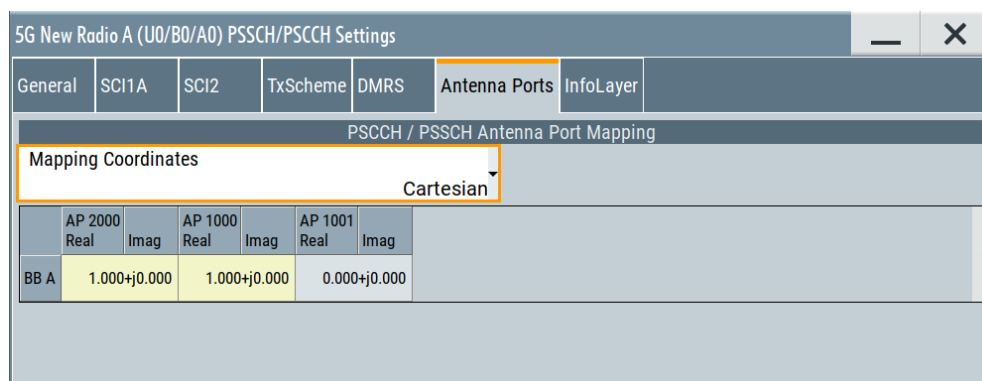 5G New Radio A (U0/B0/A0) PSSCH/PSCCH Settings
General SCI1A SCI2 TxScheme DMRS Antenna Ports InfoLayer
PSCCH / PSSCH Antenna Port Mapping
Mapping Coordinates
Cartesian
AP 2000 AP 1000 AP 1001
Real Imag Real Imag Real Imag
BB A 1.000+j0.000 1.000+j0.000 0.000+j0.000